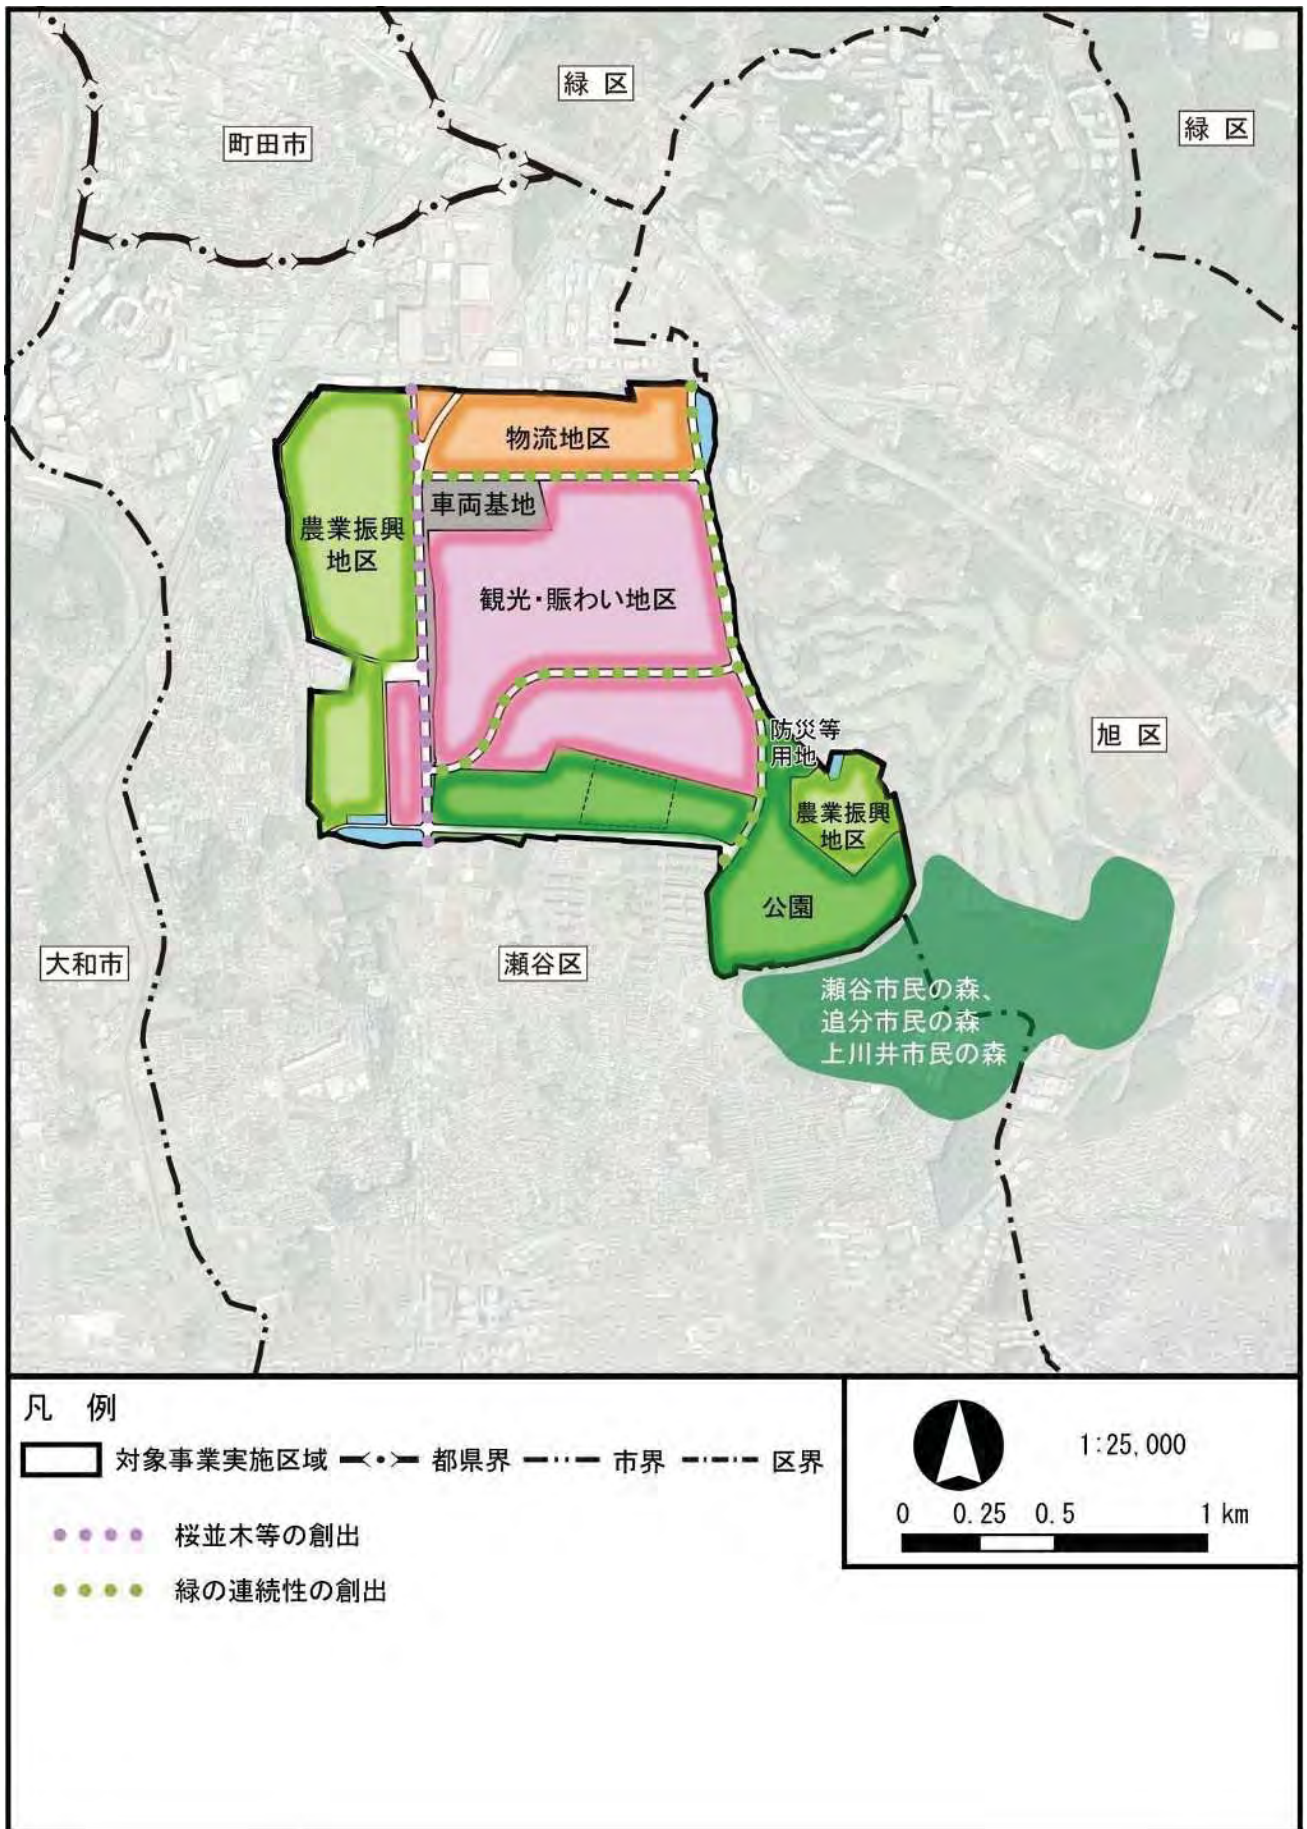 緑 区
町田市
緑 区
物流地区
車両基地
農業振興
地区
観光・賑わい地区
防災等
用地
旭 区
農業振興
地区
公園
大和市
瀬谷区
瀬谷市民の森、
追分市民の森
上川井市民の森
凡 例
対象事業実施区域 都県界 市界 区界
桜並木等の創出
緑の連続性の創出
1:25,000
0 0.25 0.5 1 km